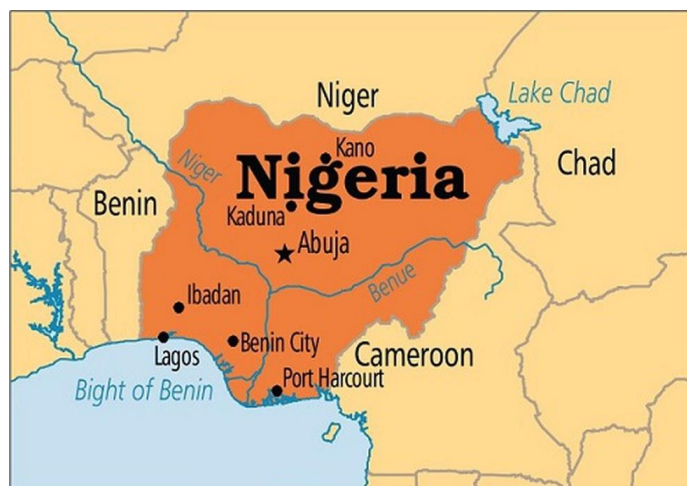 Niger
Lake Chad
Kano
Niger
Nigeria
Chad
Benin
Kaduna
Abuja
Benue
Ibadan
Benin City
Lagos
Cameroon
Port Harcourt
Bight of Benin